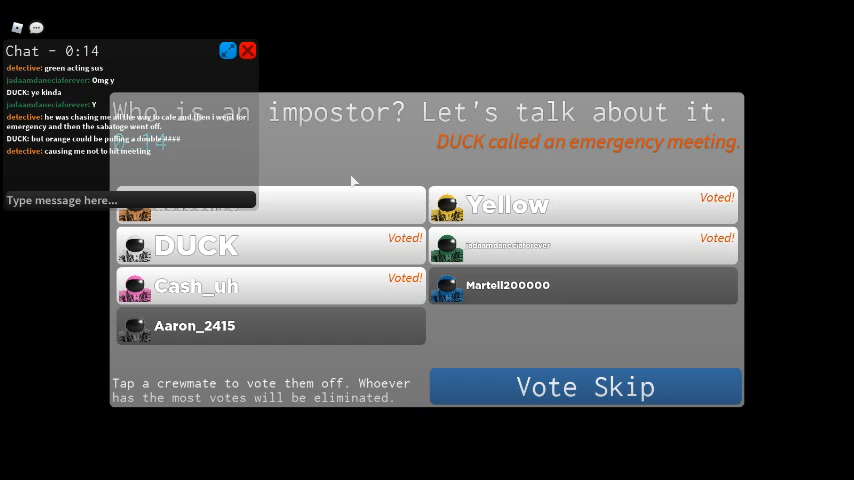 Chat - 0:14
detective: green acting sus
jadaamdaneciaforever: Omg y
DUCK: ye kinda
jadaamdaneciaforever: Y
detective: he was chasing me all the way to cafe and then i went for
emergency and then the sabatoge went off.
DUCK: but orange could be pulling a double ####
detective: causing me not to hit meeting
Type message here...
Who is an impostor? Let's talk about it.
0:14
DUCK called an emergency meeting.
Yellow
Voted!
DUCK
Voted!
jadaamdaneciaforever
Voted!
Cash_uh
Voted!
Martell200000
Aaron_2415
Tap a crewmate to vote them off. Whoever
has the most votes will be eliminated.
Vote Skip